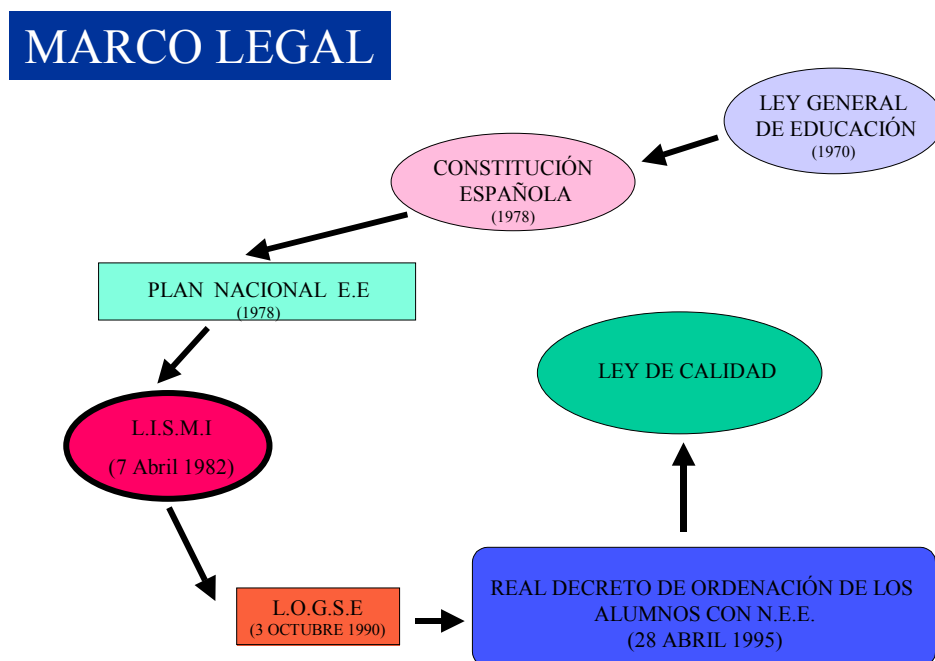 MARCO LEGAL
LEY GENERAL
DE EDUCACIÓN
(1970)
CONSTITUCIÓN
ESPAÑOLA
(1978)
PLAN NACIONAL E.E
(1978)
L.I.S.M.I
(7 Abril 1982)
L.O.G.S.E
(3 OCTUBRE 1990)
REAL DECRETO DE ORDENACIÓN DE LOS
ALUMNOS CON N.E.E.
(28 ABRIL 1995)
LEY DE CALIDAD